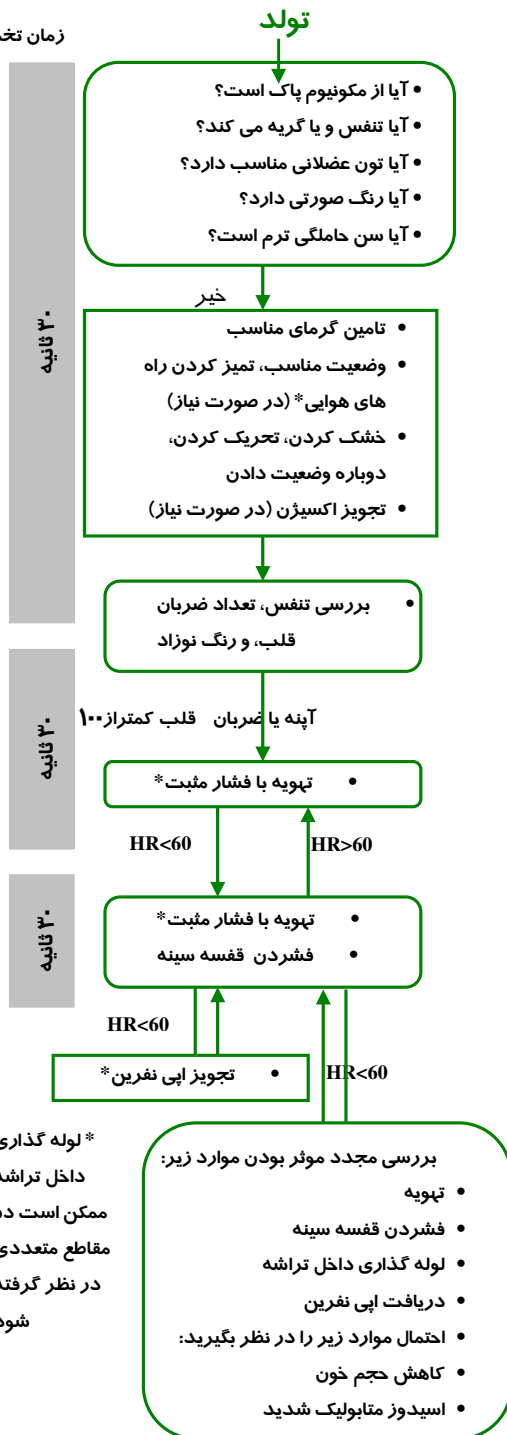 تولد
زمان
• آیا از مکونیوم پاک است؟
• آیا تنفس و یا گریه می کند؟
• آیا تون عضلانی مناسب دارد؟
• آیا رنگ صورتی دارد؟
• آیا سن حاملگی ترم است؟
۳۰ ثانیه
خیر
• تامین گرمای مناسب
• وضعیت مناسب، تمیز کردن راه
های هوایی* (در صورت نیاز)
• خشک کردن، تحریک کردن،
دوباره وضعیت دادن
• تجویز اکسیژن (در صورت نیاز)
• بررسی تنفس، تعداد ضربان
قلب، و رنگ نوزاد
۳۰ ثانیه
آپنه یا ضربان قلب کمتراز۱۰۰
• تهویه با فشار مثبت*
HR<60
HR>60
۳۰ ثانیه
• تهویه با فشار مثبت*
• فشردن قفسه سینه
HR<60
• تجویز اپی نفرین*
HR<60
* لوله گذاری
داخل تراشه
ممکن است در
مقاطع متعددی
در نظر گرفته
شود
بررسی مجدد موثر بودن موارد زیر:
• تهویه
• فشردن قفسه سینه
• لوله گذاری داخل تراشه
• دریافت اپی نفرین
• احتمال موارد زیر را در نظر بگیرید:
• کاهش حجم خون
• اسیدوز متابولیک شدید